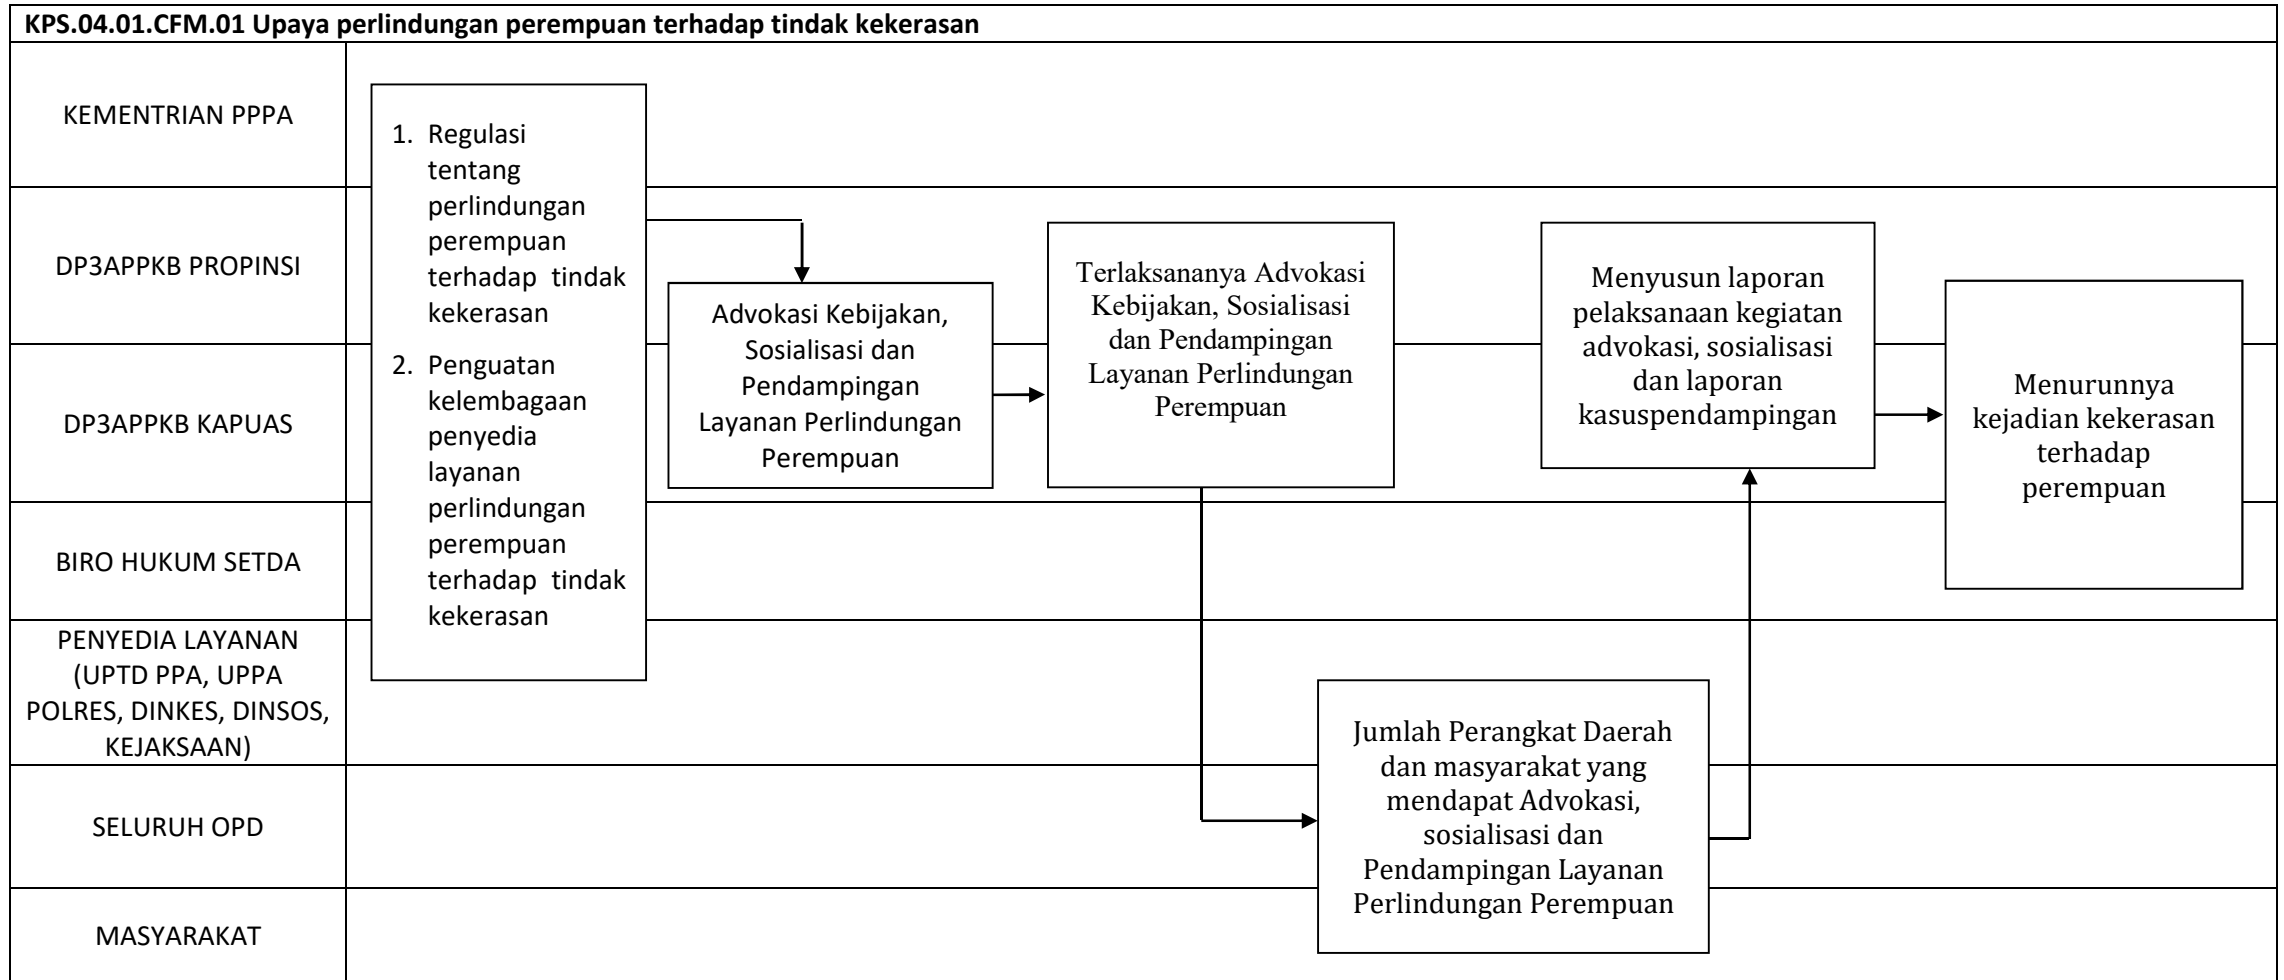 KPS.04.01.CFM.01 Upaya perlindungan perempuan terhadap tindak kekerasan
KEMENTRIAN PPPA
DP3APPKB PROPINSI
DP3APPKB KAPUAS
BIRO HUKUM SETDA
PENYEDIA LAYANAN
(UPTD PPA, UPPA
POLRES, DINKES, DINSOS,
KEJAKSAAN)
SELURUH OPD
MASYARAKAT
1. Regulasi
tentang
perlindungan
perempuan
terhadap tindak
kekerasan
2. Penguatan
kelembagaan
penyedia
layanan
perlindungan
perempuan
terhadap tindak
kekerasan
Advokasi Kebijakan,
Sosialisasi dan
Pendampingan
Layanan Perlindungan
Perempuan
Terlaksananya Advokasi
Kebijakan, Sosialisasi
dan Pendampingan
Layanan Perlindungan
Perempuan
Jumlah Perangkat Daerah
dan masyarakat yang
mendapat Advokasi,
sosialisasi dan
Pendampingan Layanan
Perlindungan Perempuan
Menyusun laporan
pelaksanaan kegiatan
advokasi, sosialisasi
dan laporan
kasuspendampingan
Menurunnya
kejadian kekerasan
terhadap
perempuan